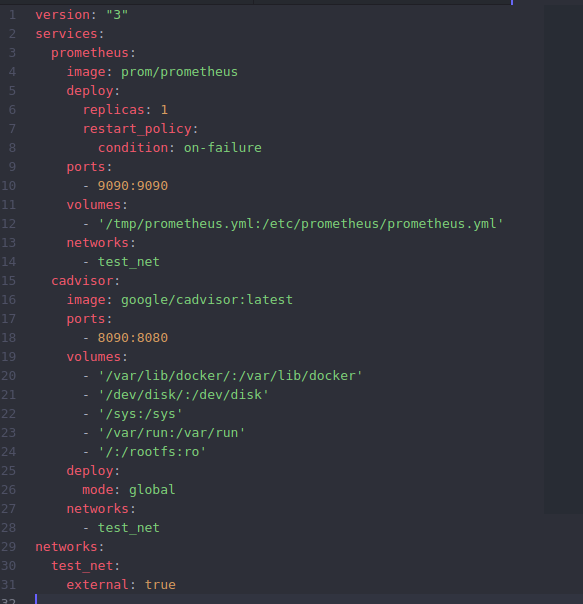 1 version: "3"
2 services:
3   prometheus:
4     image: prom/prometheus
5     deploy:
6       replicas: 1
7       restart_policy:
8         condition: on-failure
9     ports:
10       - 9090:9090
11     volumes:
12       - '/tmp/prometheus.yml:/etc/prometheus/prometheus.yml'
13     networks:
14       - test_net
15   cadvisor:
16     image: google/cadvisor:latest
17     ports:
18       - 8090:8080
19     volumes:
20       - '/var/lib/docker/:/var/lib/docker'
21       - '/dev/disk/:/dev/disk'
22       - '/sys:/sys'
23       - '/var/run:/var/run'
24       - '/:/rootfs:ro'
25     deploy:
26       mode: global
27     networks:
28       - test_net
29 networks:
30   test_net:
31     external: true
32